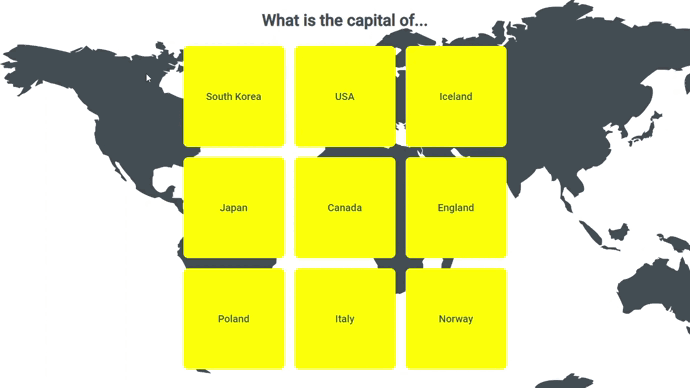 What is the capital of...
South Korea
USA
Iceland
Japan
Canada
England
Poland
Italy
Norway